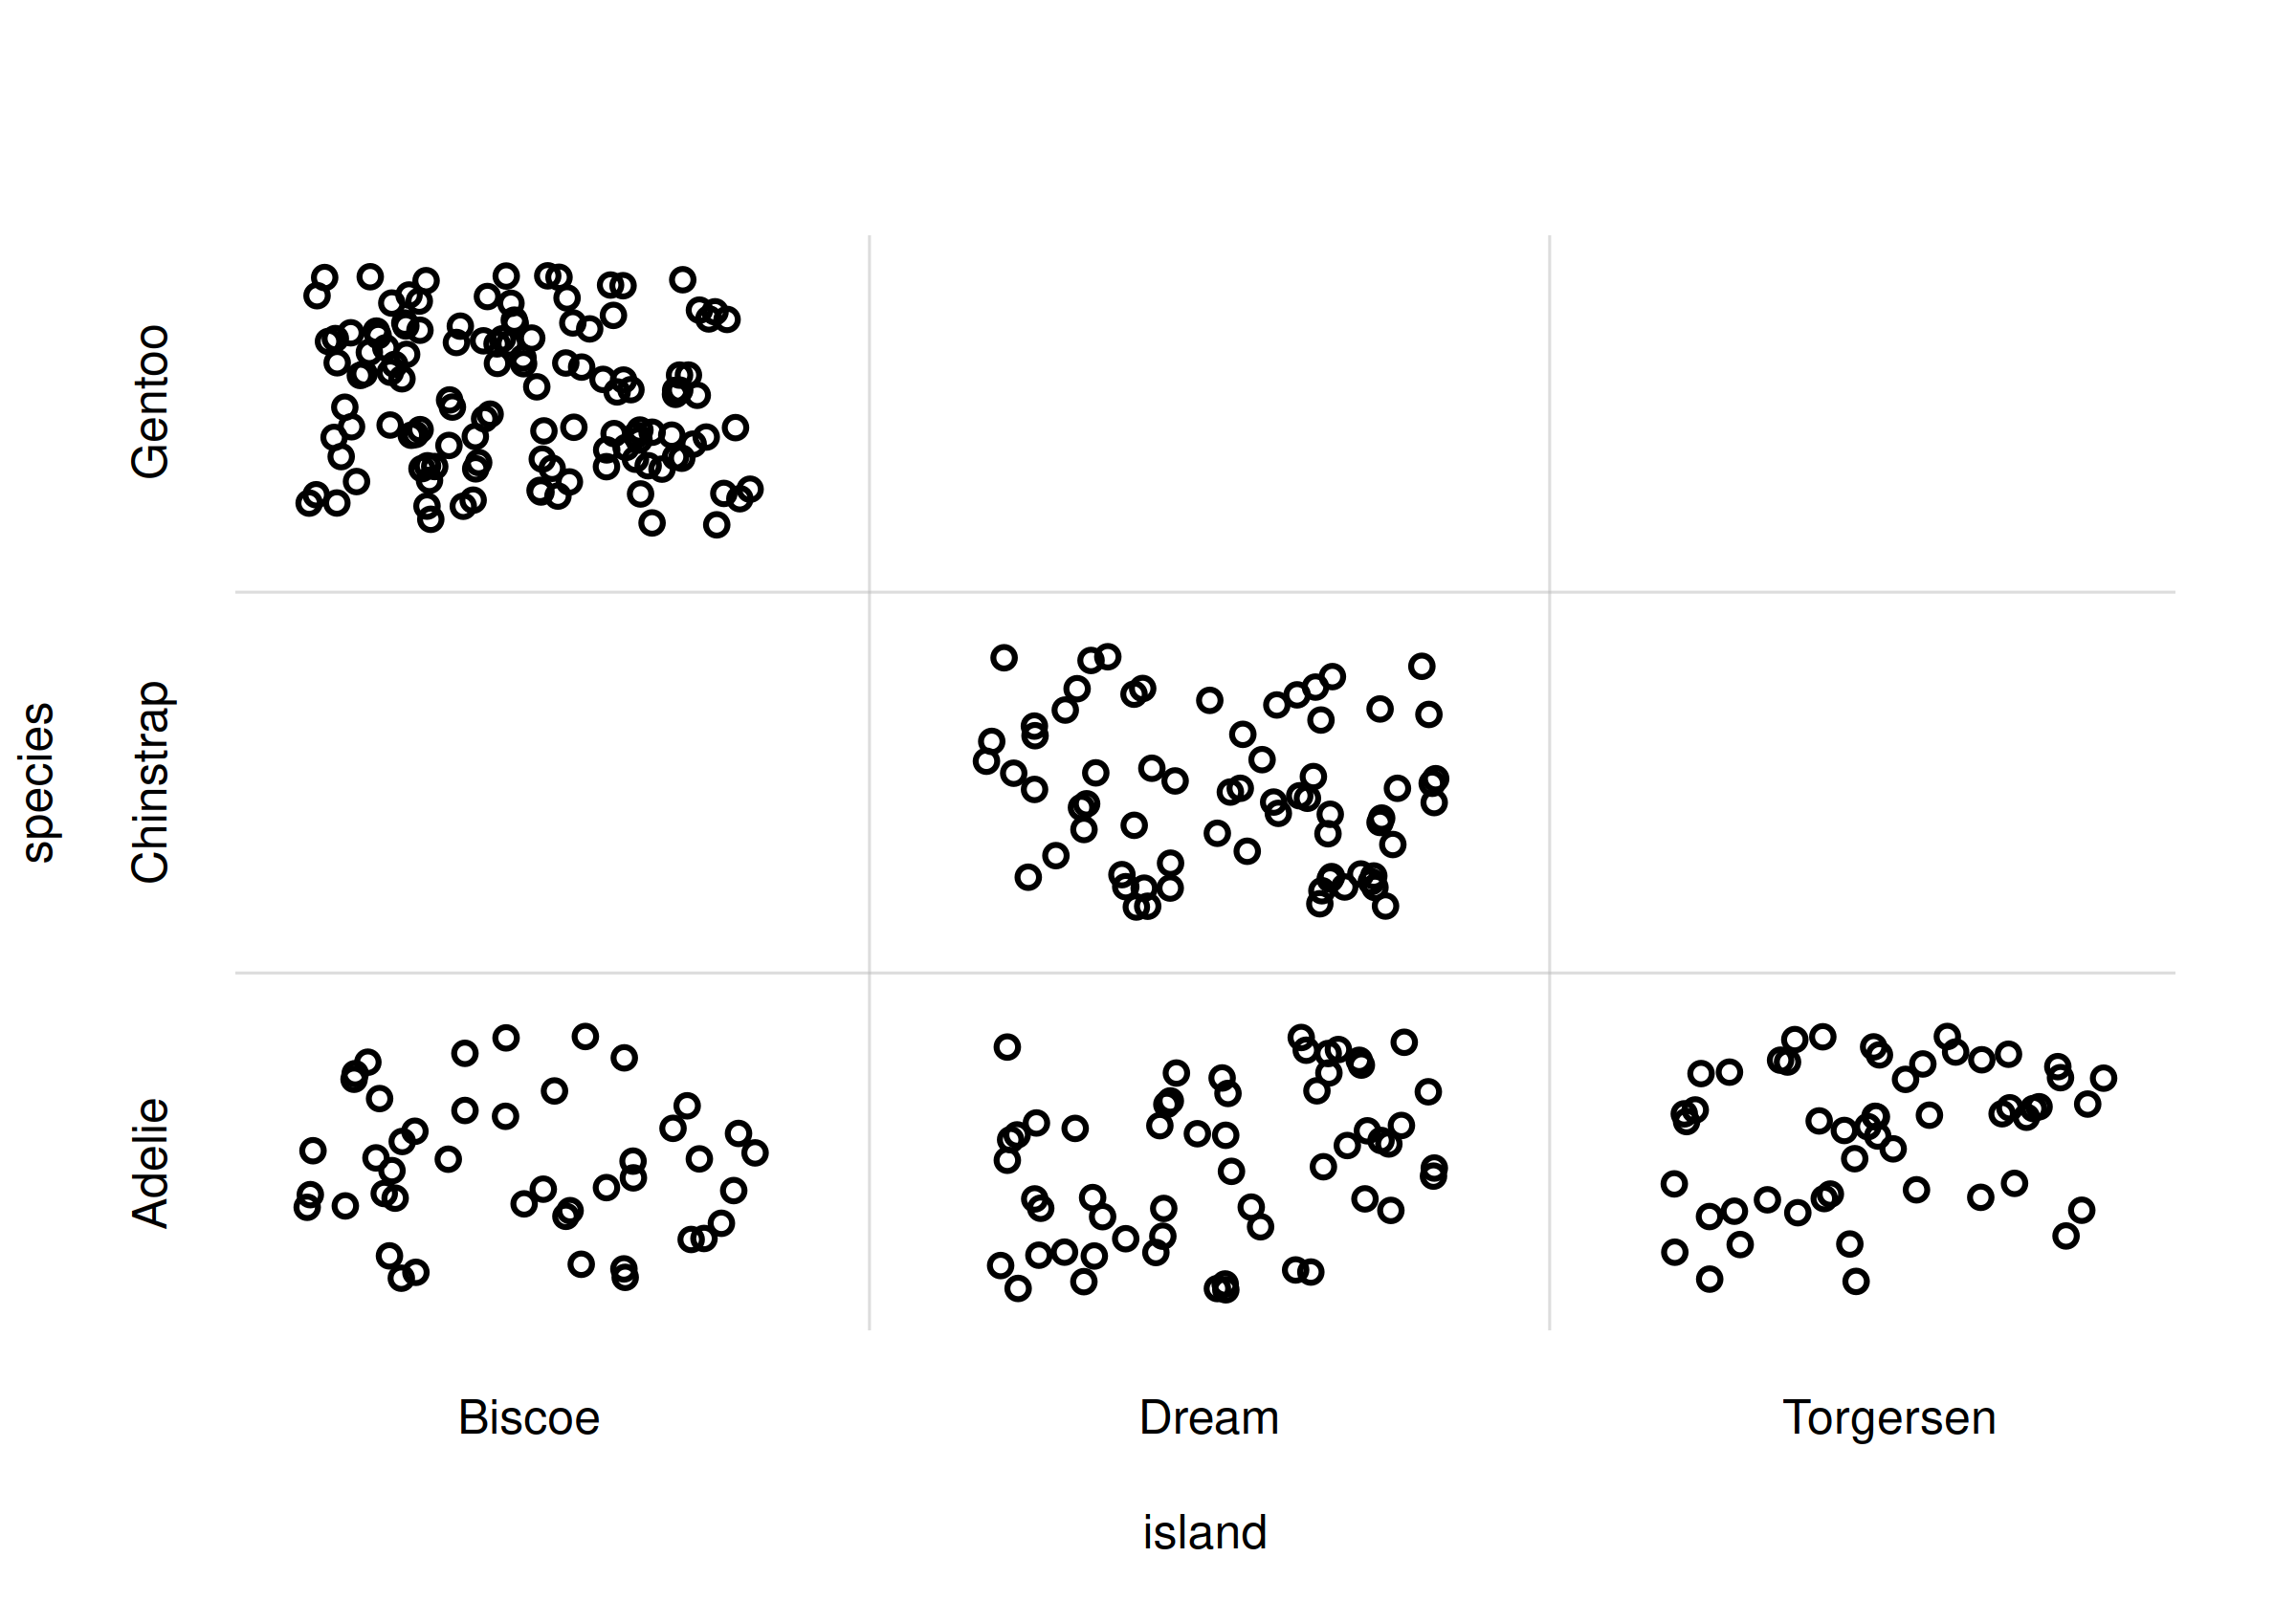 species
Gentoo
Chinstrap
Adelie
Biscoe
Dream
Torgersen
island